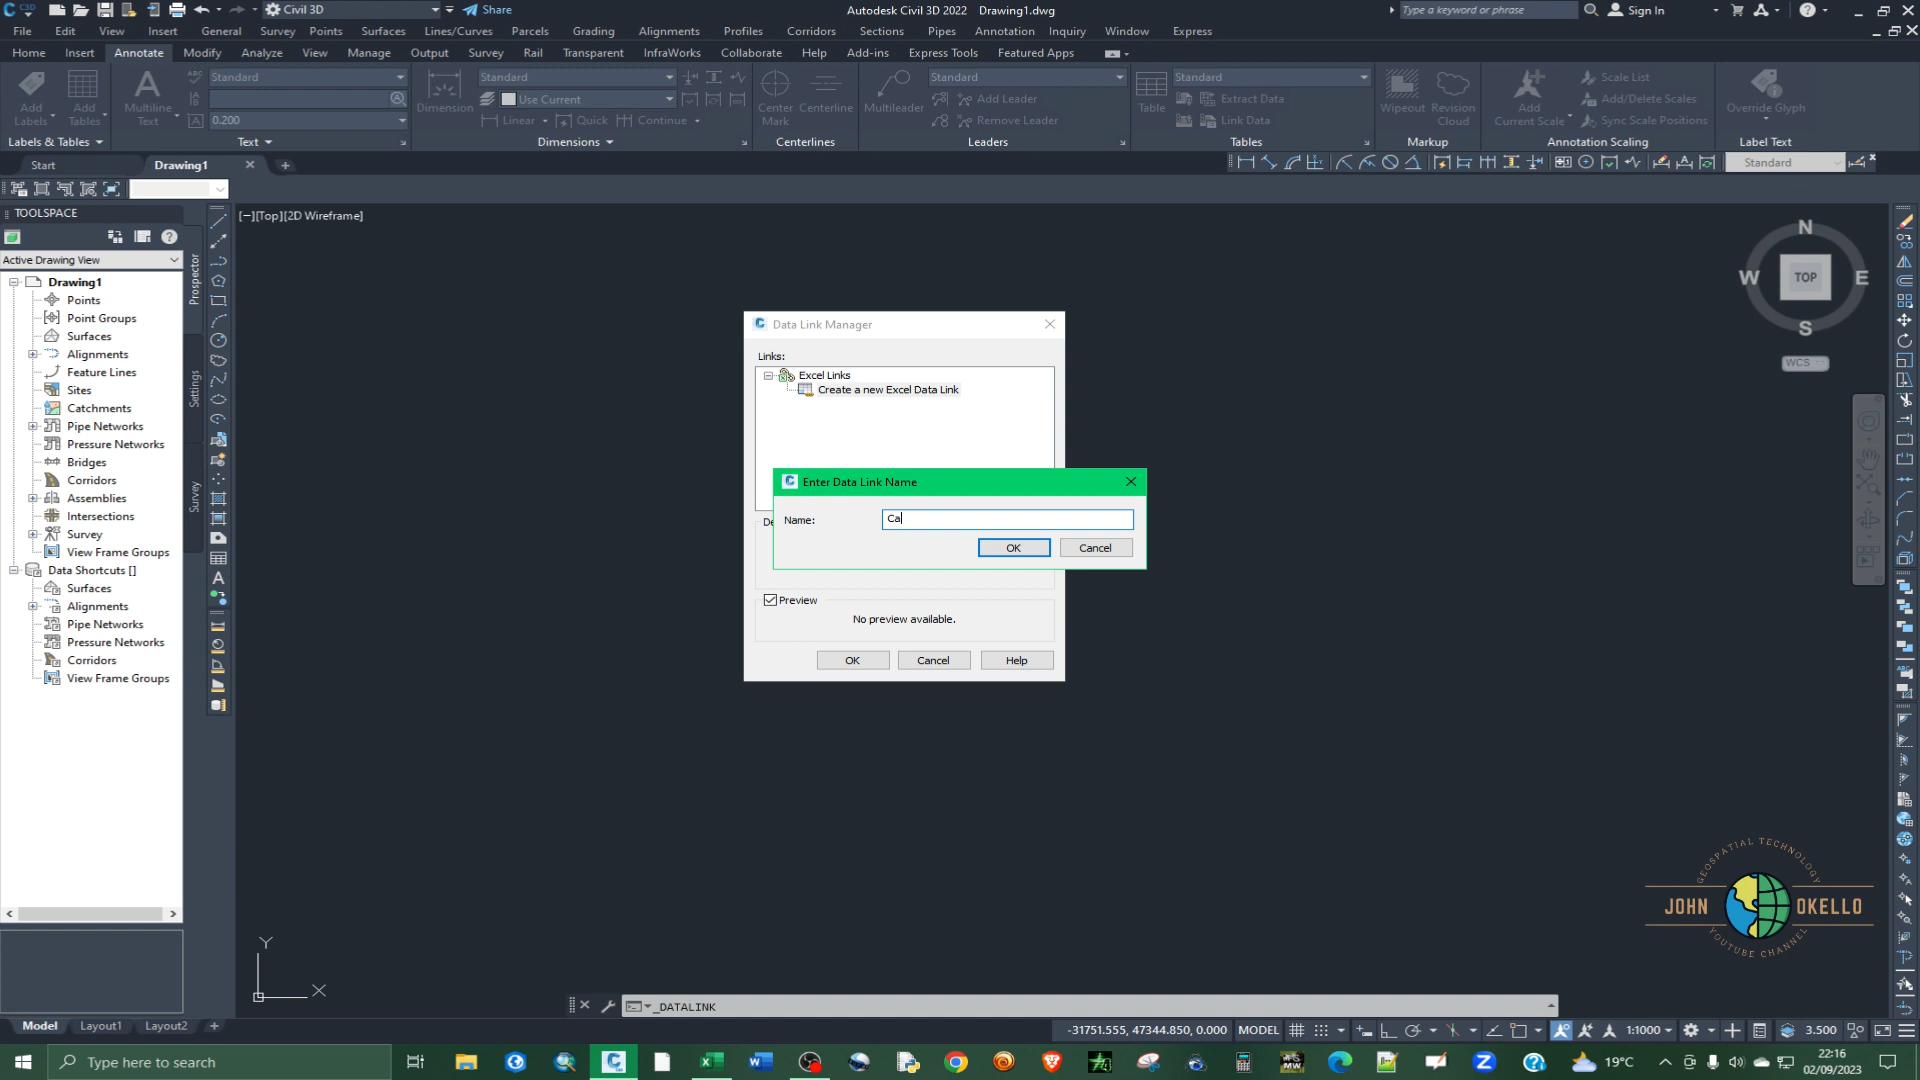 Civil 3D
Share
Autodesk Civil 3D 2022 Drawing1.dwg
Type a keyword or phrase
Sign In
File Edit View Insert General Survey Points Surfaces Lines/Curves Parcels Grading Alignments Profiles Corridors Sections Pipes Annotation Inquiry Window Express
Home Insert Annotate Modify Analyze View Manage Output Survey Rail Transparent InfraWorks Collaborate Help Add-ins Express Tools Featured Apps
Add Labels
Add Tables
Multiline Text
Standard
0.200
Dimension
Standard
Use Current
Linear Quick Continue
Center Mark
Centerline
Multileader
Standard
Add Leader
Remove Leader
Table
Standard
Extract Data
Link Data
Wipeout
Revision Cloud
Add Current Scale
Scale List
Add/Delete Scales
Sync Scale Positions
Override Glyph
Labels & Tables Text Dimensions Centerlines Leaders Tables Markup Annotation Scaling Label Text
Start Drawing1
Standard
TOOLSPACE
[−][Top][2D Wireframe]
Active Drawing View
Prospector
Settings
Survey
Drawing1
Points
Point Groups
Surfaces
Alignments
Feature Lines
Sites
Catchments
Pipe Networks
Pressure Networks
Bridges
Corridors
Assemblies
Intersections
Survey
View Frame Groups
Data Shortcuts []
Surfaces
Alignments
Pipe Networks
Pressure Networks
Corridors
View Frame Groups
N
W TOP E
S
WCS
Data Link Manager
Links:
Excel Links
Create a new Excel Data Link
Enter Data Link Name
Name: Ca
OK Cancel
De
Preview
No preview available.
OK Cancel Help
GEOSPATIAL TECHNOLOGY
JOHN OKELLO
YOUTUBE CHANNEL
Y
X
_DATALINK
Model Layout1 Layout2
-31751.555, 47344.850, 0.000 MODEL 1:1000 3.500
Type here to search
19°C
22:16
02/09/2023